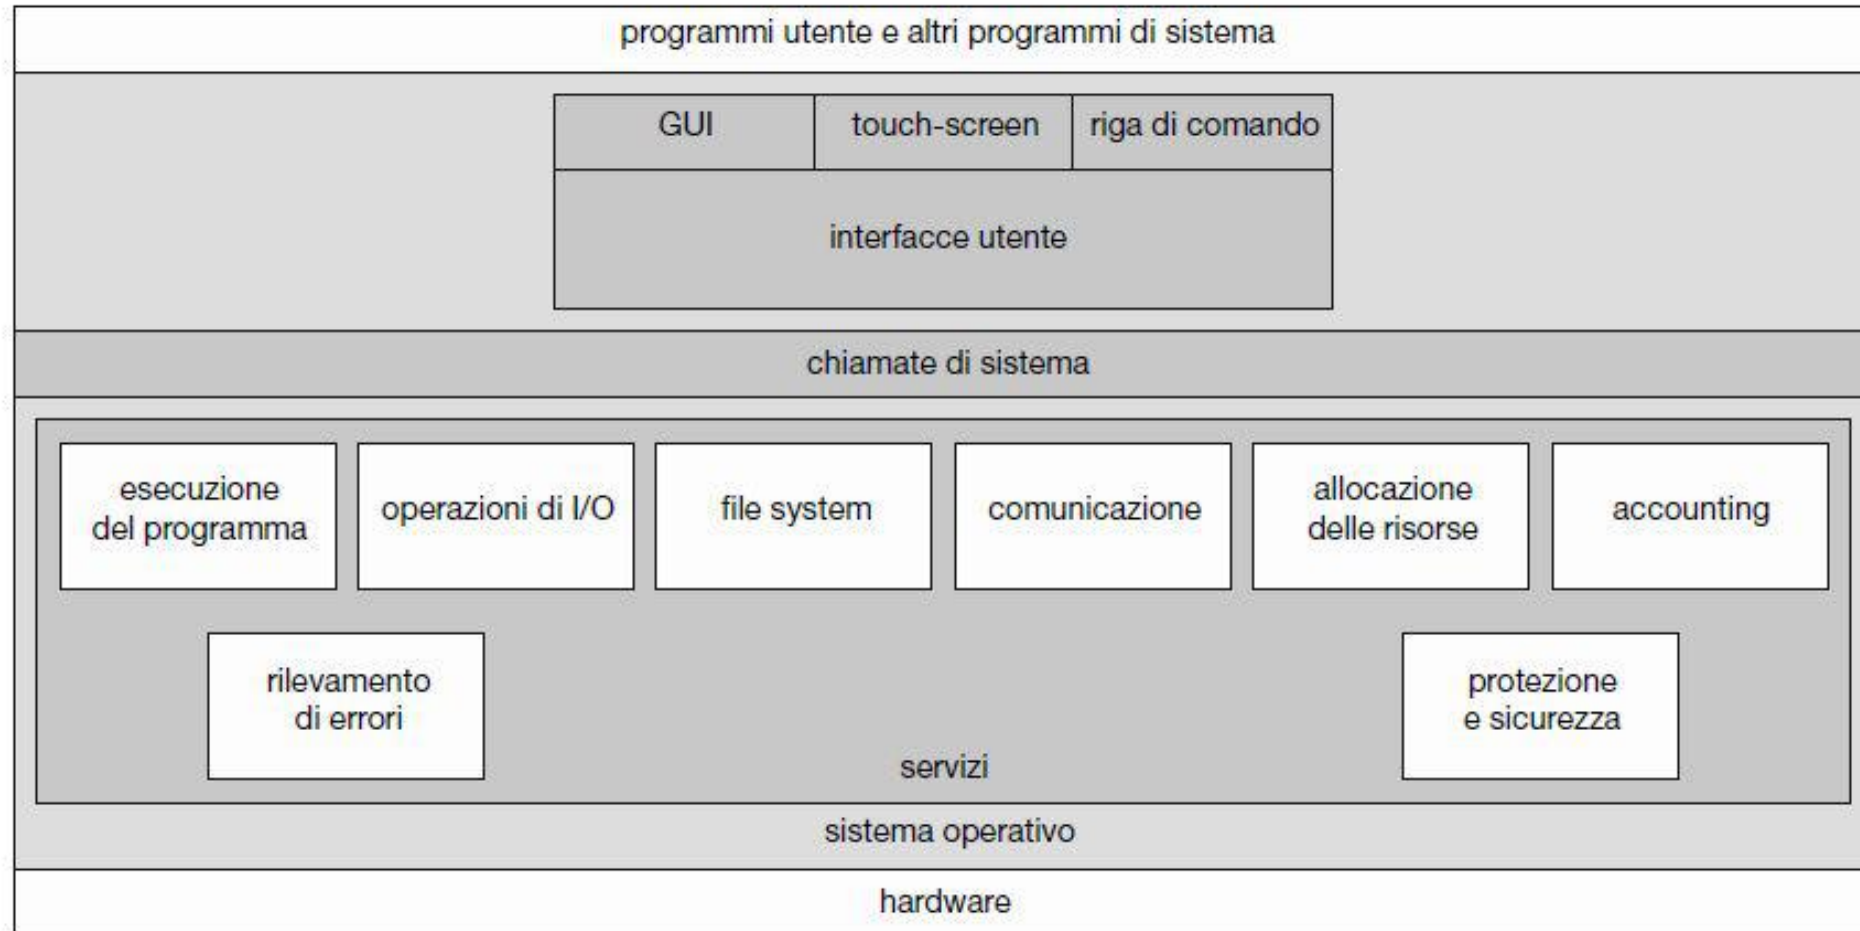 programmi utente e altri programmi di sistema
GUI
touch-screen
riga di comando
interfacce utente
chiamate di sistema
esecuzione
del programma
operazioni di I/O
file system
comunicazione
allocazione
delle risorse
accounting
rilevamento
di errori
protezione
e sicurezza
servizi
sistema operativo
hardware